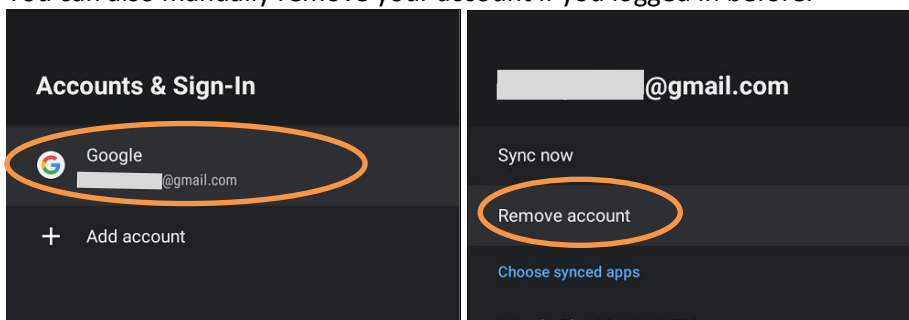 You can also manually remove your account if you logged in before.
Accounts & Sign-In
Google
@gmail.com
Add account
@gmail.com
Sync now
Remove account
Choose synced apps